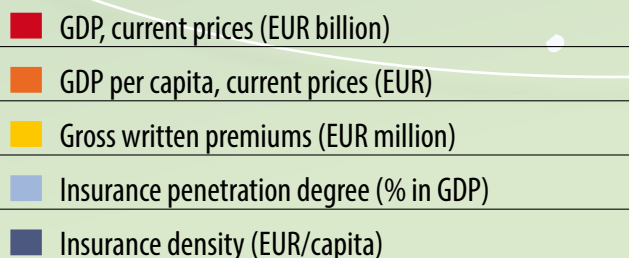 GDP, current prices (EUR billion)
GDP per capita, current prices (EUR)
Gross written premiums (EUR million)
Insurance penetration degree (% in GDP)
Insurance density (EUR/capita)